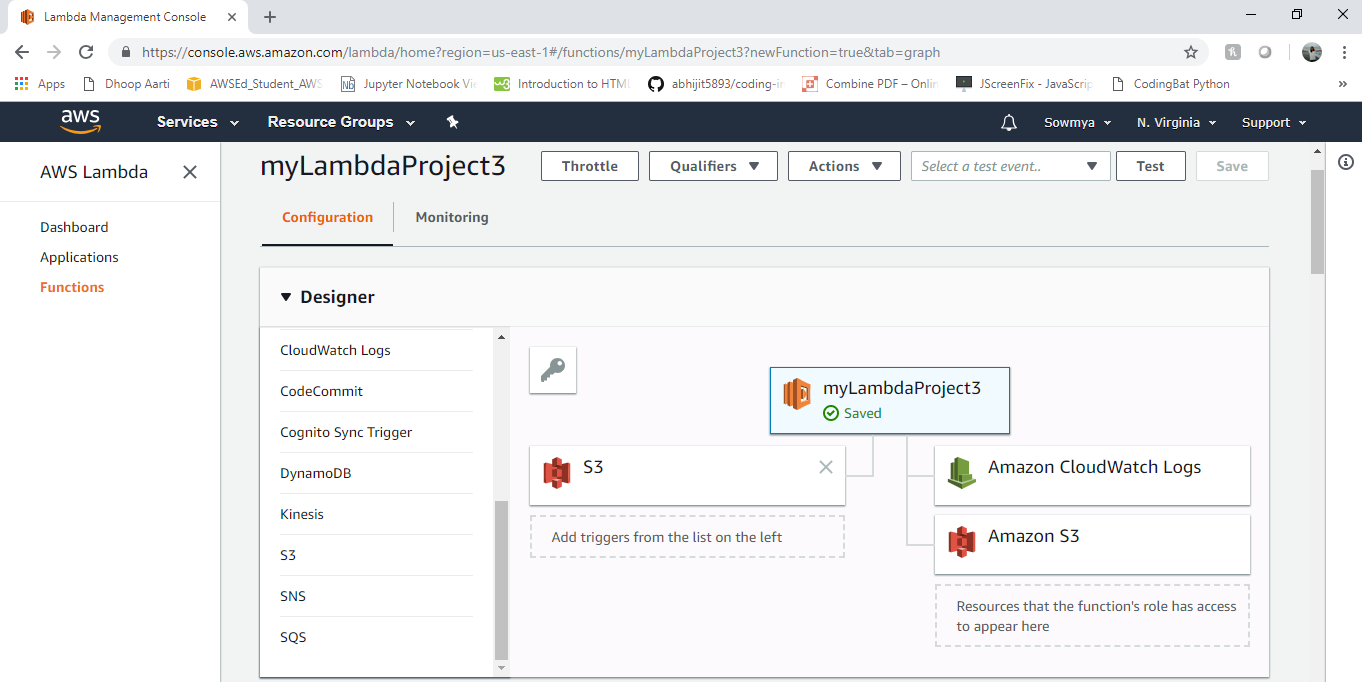 Lambda Management Console
https://console.aws.amazon.com/lambda/home?region=us-east-1#/functions/myLambdaProject3?newFunction=true&tab=graph
Apps Dhoop Aarti AWSEd_Student_AWS Jupyter Notebook Vi Introduction to HTML abhijit5893/coding-in Combine PDF – Onlin JScreenFix - JavaScrip CodingBat Python »
aws Services Resource Groups Sowmya N. Virginia Support
AWS Lambda
Dashboard
Applications
Functions
myLambdaProject3 Throttle Qualifiers Actions Select a test event.. Test Save
Configuration Monitoring
Designer
CloudWatch Logs
CodeCommit
Cognito Sync Trigger
DynamoDB
Kinesis
S3
SNS
SQS
myLambdaProject3
Saved
S3
Add triggers from the list on the left
Amazon CloudWatch Logs
Amazon S3
Resources that the function's role has access
to appear here